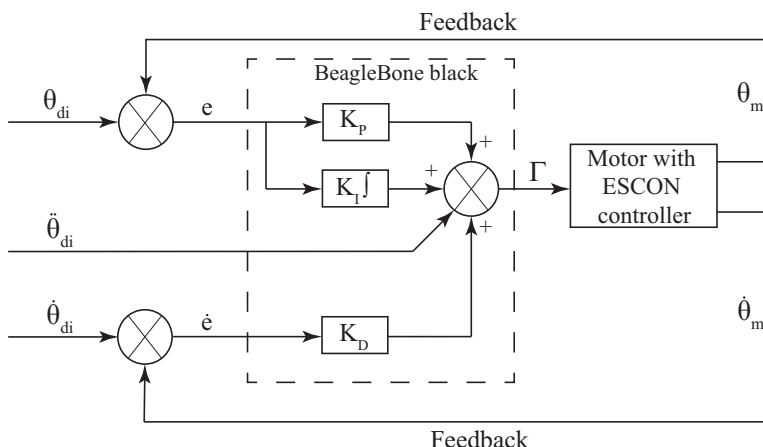 Feedback
BeagleBone black
θdi
e
KP
+
θm
Motor with
ESCON
controller
Γ
+
KI ∫
θ̈di
+
θ̇di
ė
KD
θ̇m
Feedback